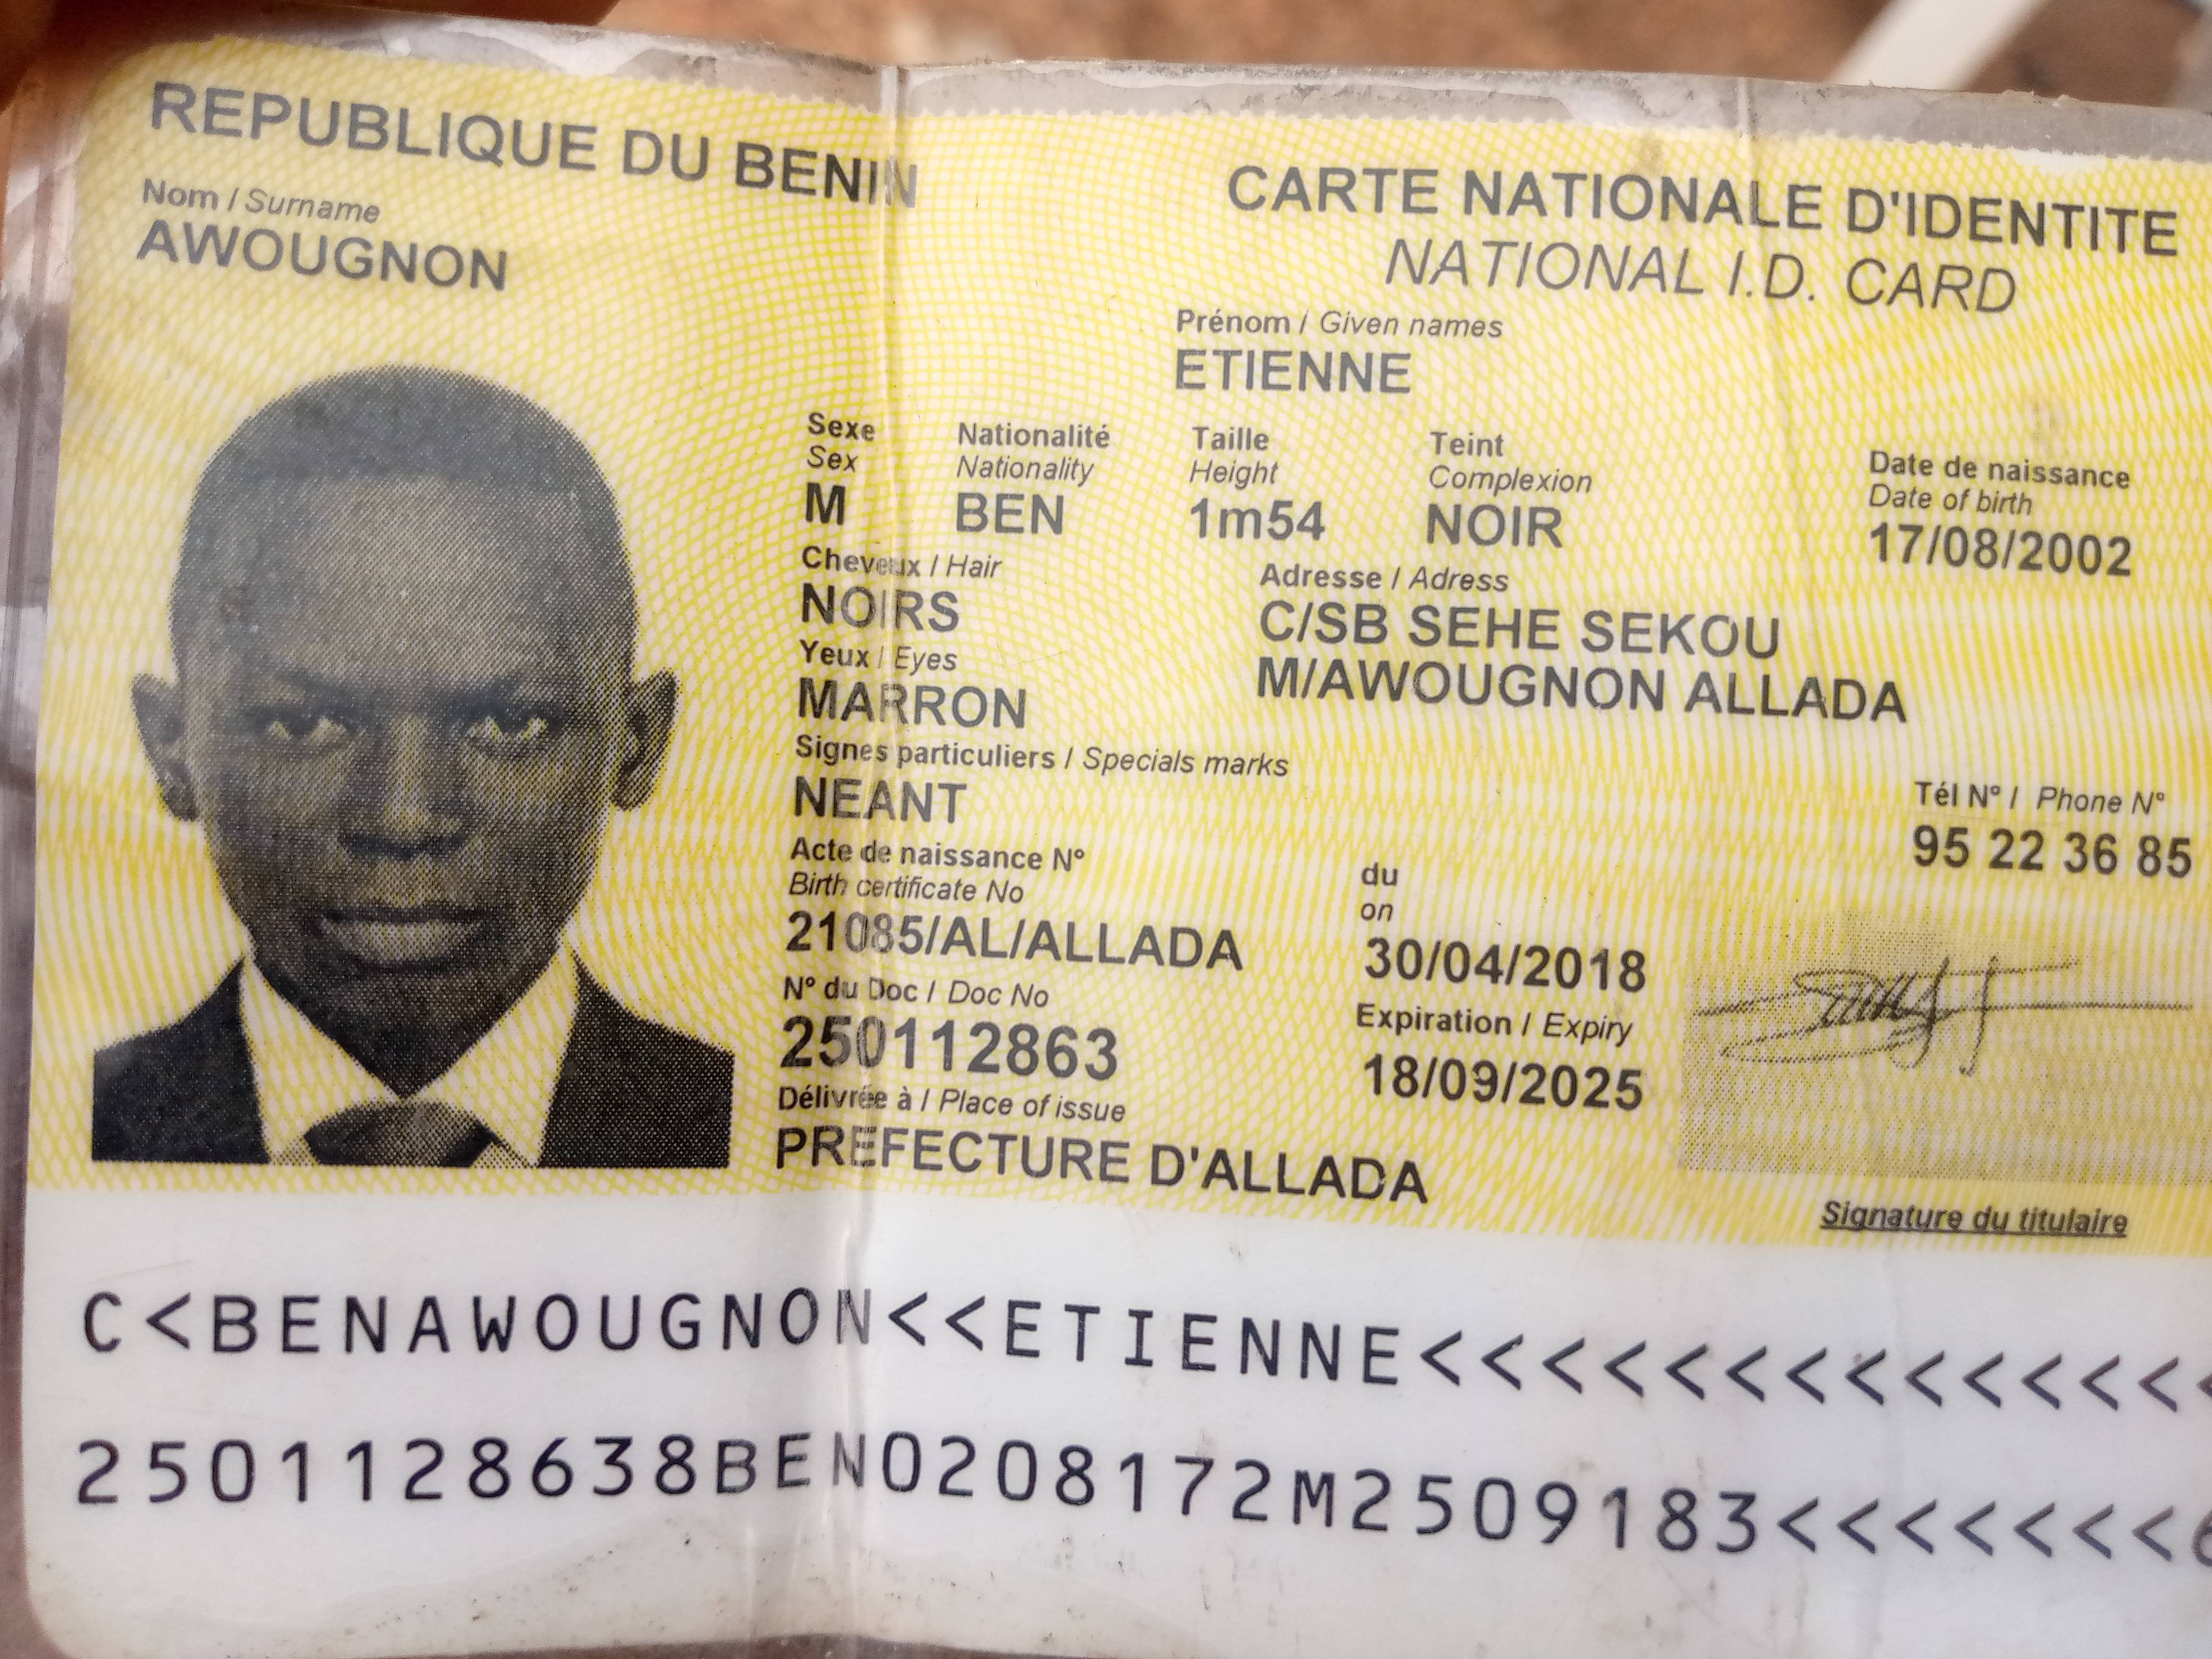 REPUBLIQUE DU BENIN
CARTE NATIONALE D'IDENTITE
NATIONAL I.D. CARD
Nom / Surname
AWOUGNON
Prénom / Given names
ETIENNE
Sexe
Sex
M
Nationalité
Nationality
BEN
Taille
Height
1m54
Teint
Complexion
NOIR
Date de naissance
Date of birth
17/08/2002
Cheveux / Hair
NOIRS
Adresse / Adress
C/SB SEHE SEKOU
M/AWOUGNON ALLADA
Yeux / Eyes
MARRON
Signes particuliers / Specials marks
NEANT
Tél N° / Phone N°
95 22 36 85
Acte de naissance N°
Birth certificate No
21085/AL/ALLADA
du
on
30/04/2018
N° du Doc / Doc No
250112863
Expiration / Expiry
18/09/2025
Délivrée à / Place of issue
PREFECTURE D'ALLADA
Signature du titulaire
C<BENAWOUGNON<<ETIENNE<<<<<<<<<<<<<<
2501128638BEN0208172M2509183<<<<<<<